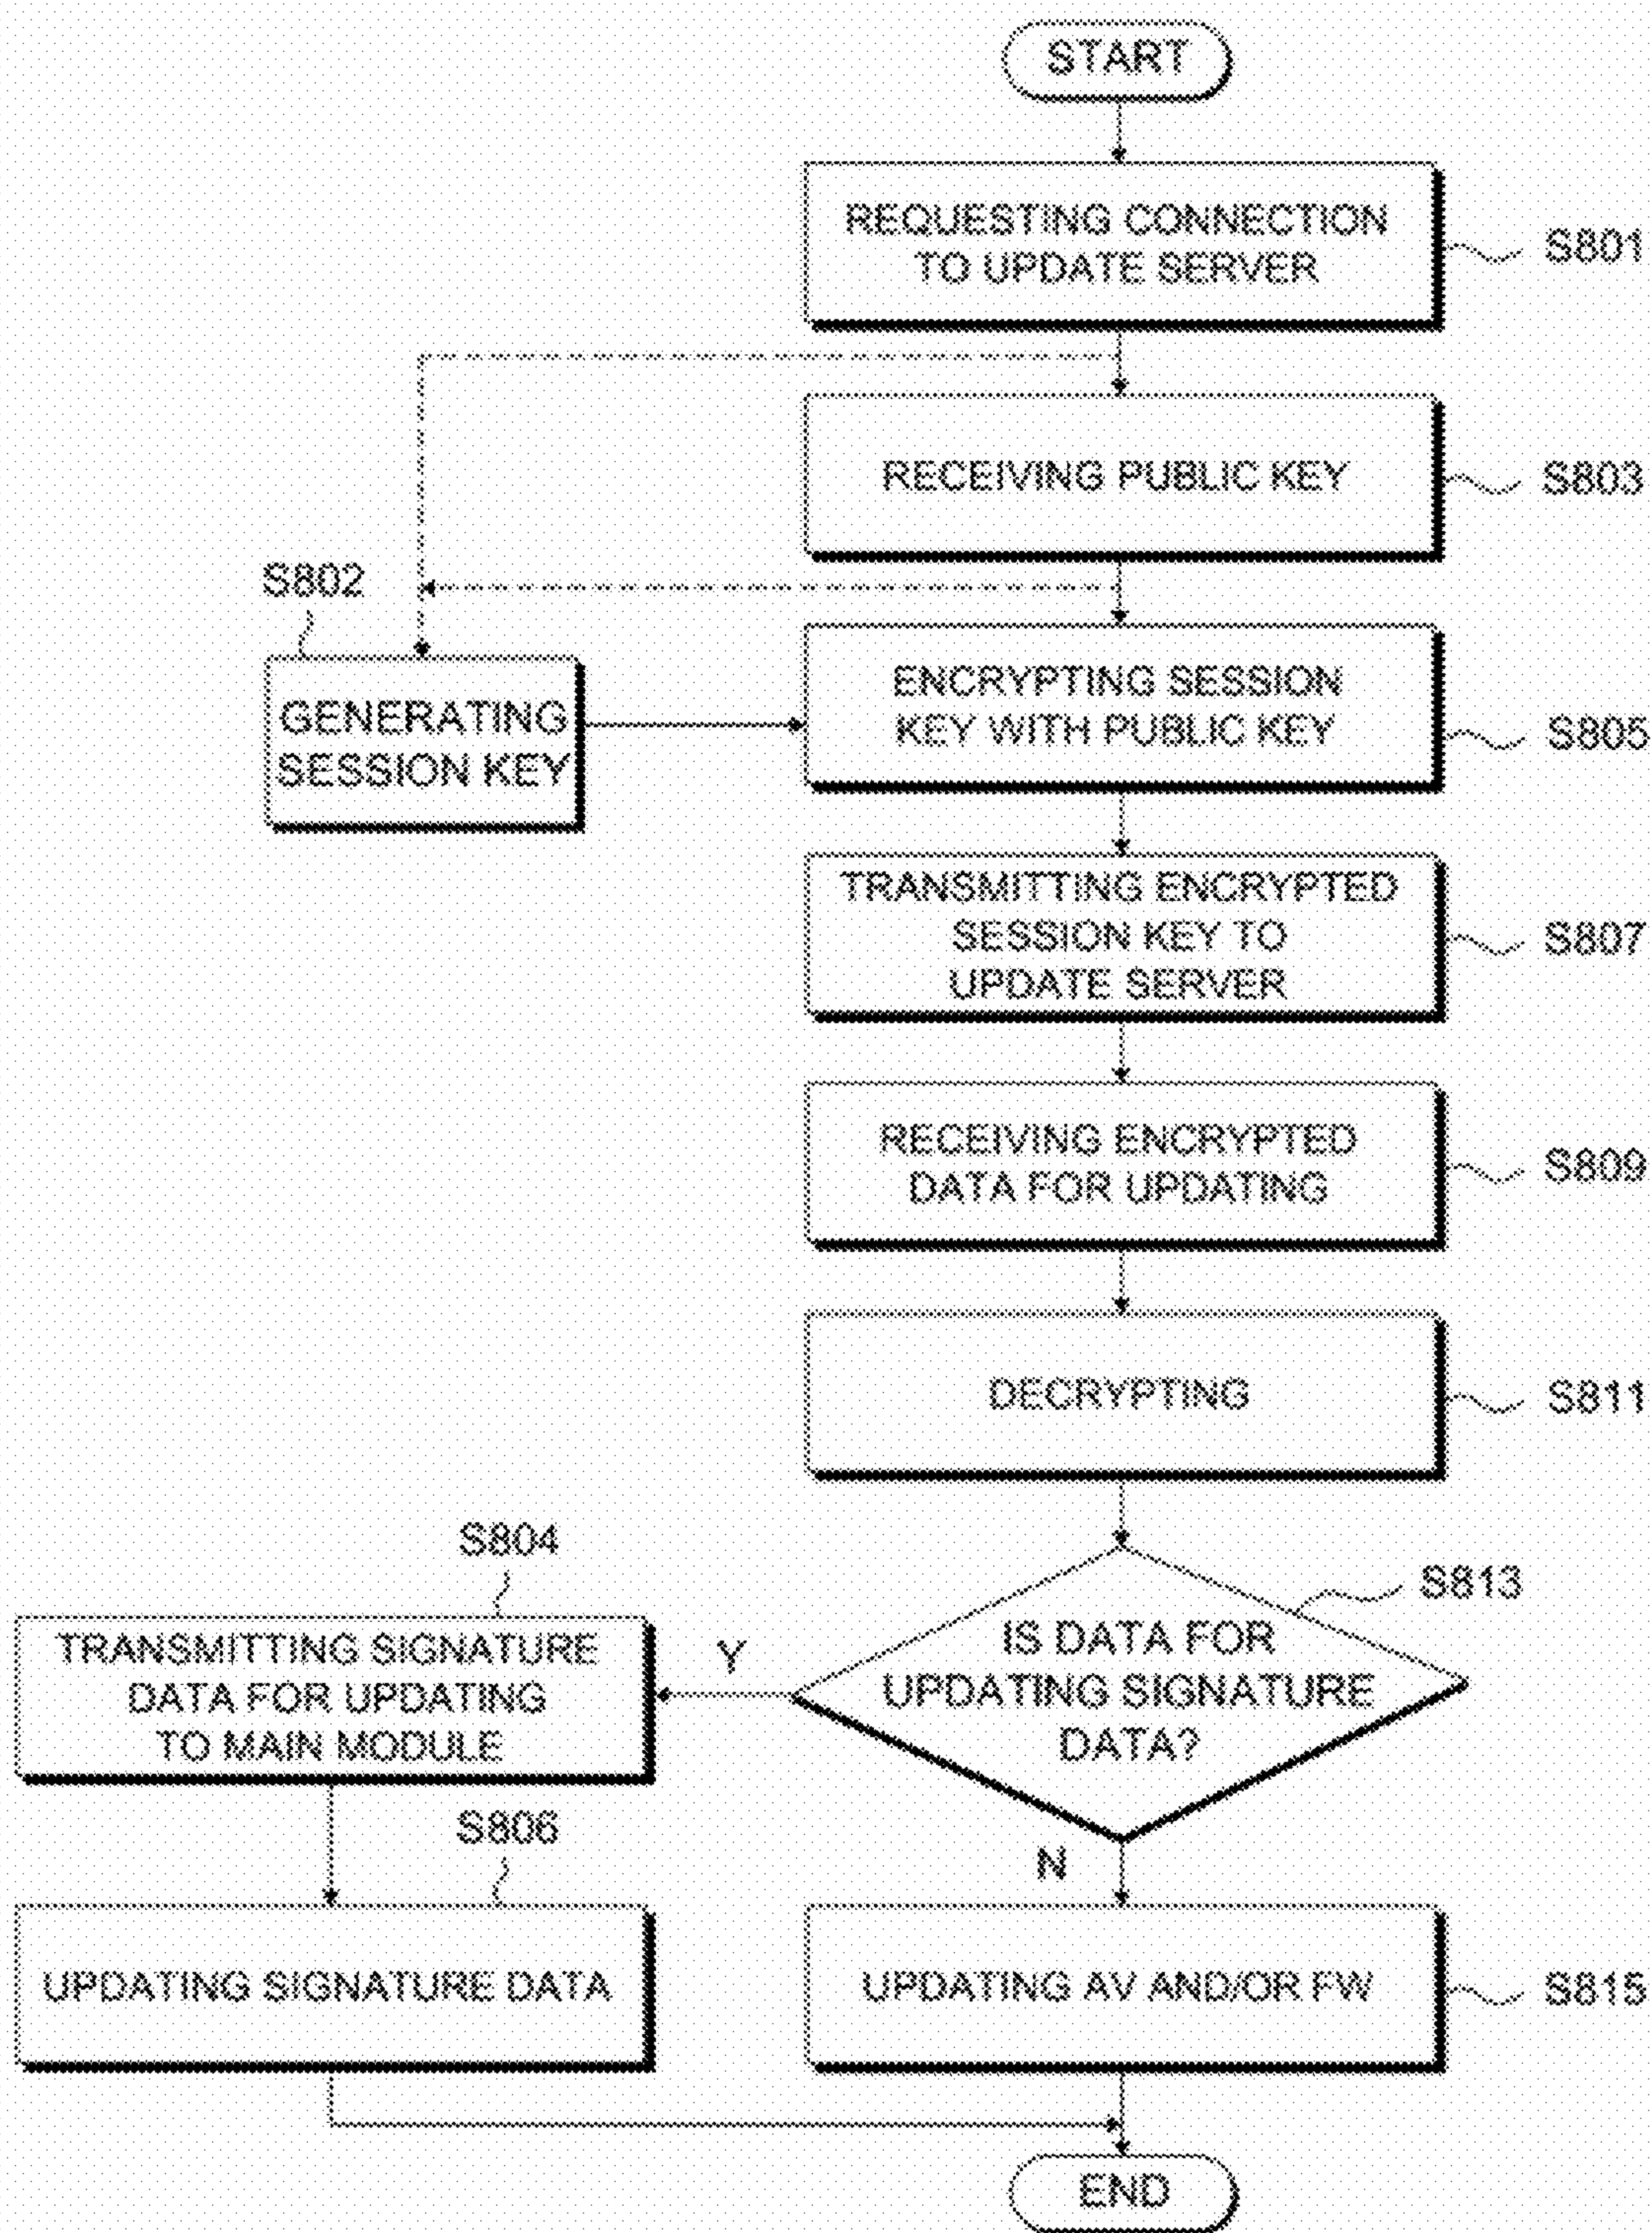 START
REQUESTING CONNECTION
TO UPDATE SERVER
S801
RECEIVING PUBLIC KEY
S803
S802
GENERATING
SESSION KEY
ENCRYPTING SESSION
KEY WITH PUBLIC KEY
S805
TRANSMITTING ENCRYPTED
SESSION KEY TO
UPDATE SERVER
S807
RECEIVING ENCRYPTED
DATA FOR UPDATING
S809
DECRYPTING
S811
S804
TRANSMITTING SIGNATURE
DATA FOR UPDATING
TO MAIN MODULE
Y
IS DATA FOR
UPDATING SIGNATURE
DATA?
S813
N
S806
UPDATING SIGNATURE DATA
UPDATING AV AND/OR FW
S815
END